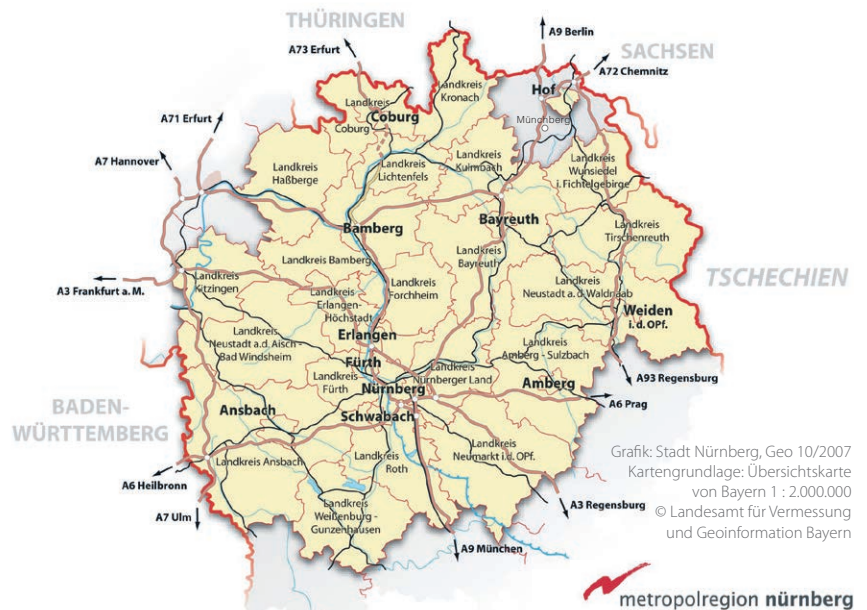 THÜRINGEN
A9 Berlin
SACHSEN
A73 Erfurt
A72 Chemnitz
Landkreis
Kronach
Hof
Landkreis
Coburg
Coburg
Münchberg
A71 Erfurt
A7 Hannover
Landkreis
Haßberge
Landkreis
Lichtenfels
Landkreis
Kulmbach
Landkreis
Wunsiedel
i. Fichtelgebirge
Bamberg
Bayreuth
Landkreis
Tirschenreuth
Landkreis Bamberg
Landkreis
Bayreuth
TSCHECHIEN
A3 Frankfurt a. M.
Landkreis
Kitzingen
Landkreis
Erlangen-
Höchstadt
Landkreis
Forchheim
Landkreis
Neustadt a. d. Waldnaab
Weiden
i. d. OPf.
Landkreis
Neustadt a.d. Aisch -
Bad Windsheim
Erlangen
Fürth
Landkreis
Amberg - Sulzbach
Landkreis
Fürth
Landkreis
Nürnberger Land
A93 Regensburg
Nürnberg
Amberg
A6 Prag
BADEN-
WÜRTTEMBERG
Ansbach
Schwabach
Landkreis Ansbach
Landkreis
Roth
Landkreis
Neumarkt i.d. OPf.
A6 Heilbronn
A3 Regensburg
A7 Ulm
Landkreis
Weißenburg -
Gunzenhausen
A9 München
Grafik: Stadt Nürnberg, Geo 10/2007
Kartengrundlage: Übersichtskarte
von Bayern 1 : 2.000.000
© Landesamt für Vermessung
und Geoinformation Bayern
metropolregion nürnberg